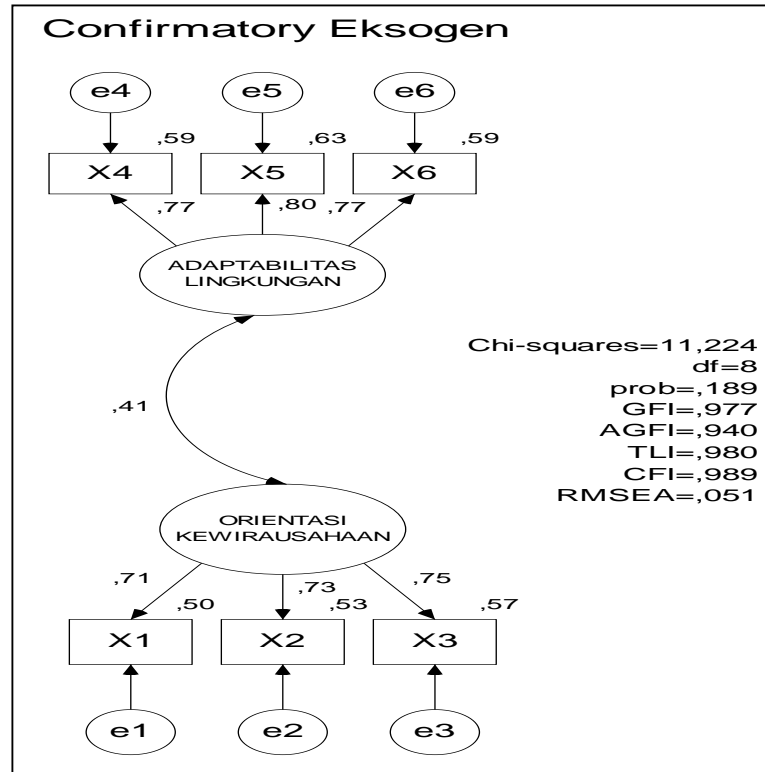 Confirmatory Eksogen
e4 e5 e6
,59 ,63 ,59
X4 X5 X6
,77 ,80 ,77
ADAPTABILITAS
LINGKUNGAN
Chi-squares=11,224
df=8
prob=,189
GFI=,977
AGFI=,940
TLI=,980
CFI=,989
RMSEA=,051
,41
ORIENTASI
KEWIRAUSAHAAN
,71 ,73 ,75
,50 ,53 ,57
X1 X2 X3
e1 e2 e3